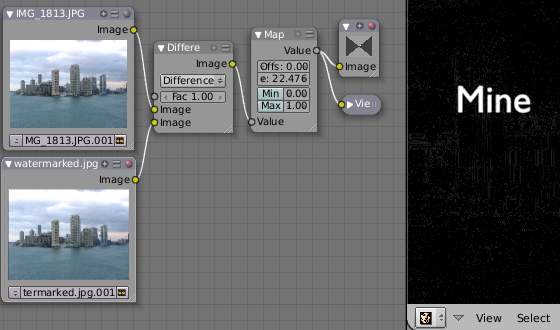 IMG_1813.JPG
Image
MG_1813.JPG.001
watermarked.jpg
Image
termarked.jpg.001
Differe
Image
Difference
Fac 1.00
Image
Image
Map
Value
Offs: 0.00
e: 22.476
Min 0.00
Max 1.00
Value
Image
Vie
Mine
View Select